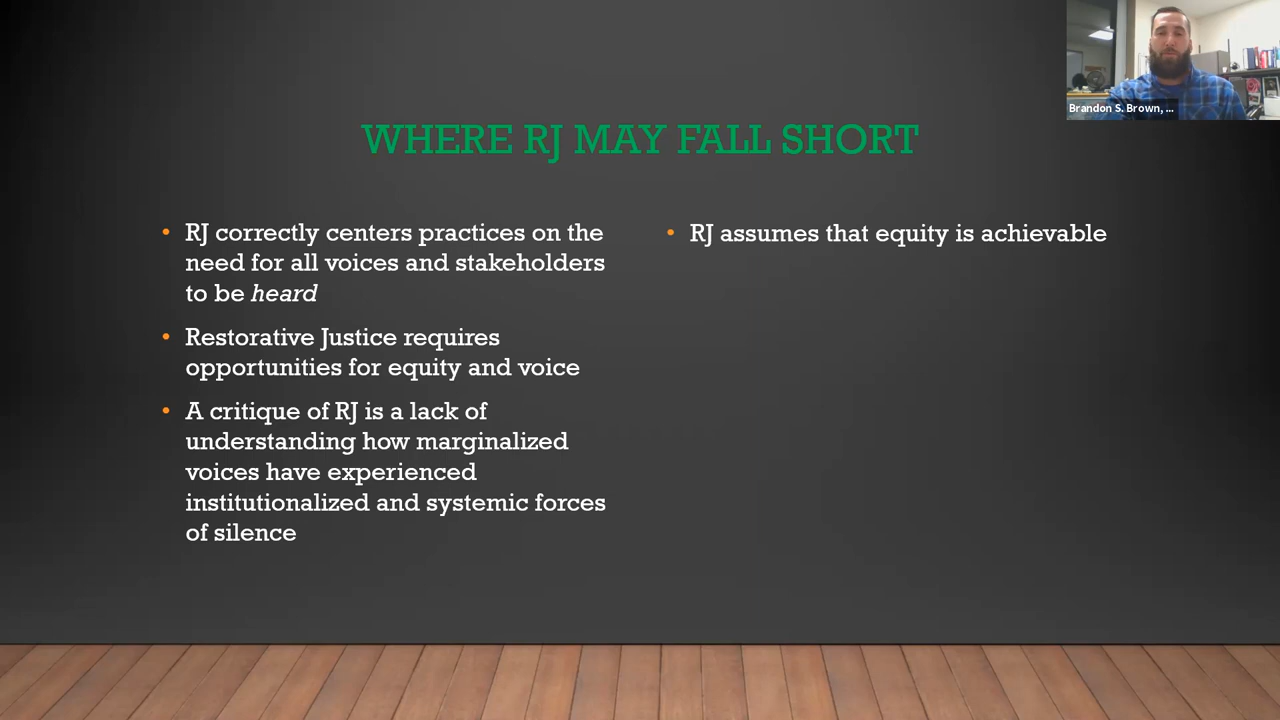 WHERE RJ MAY FALL SHORT
RJ correctly centers practices on the
need for all voices and stakeholders
to be heard
Restorative Justice requires
opportunities for equity and voice
A critique of RJ is a lack of
understanding how marginalized
voices have experienced
institutionalized and systemic forces
of silence
RJ assumes that equity is achievable
Brandon S. Brown, ...